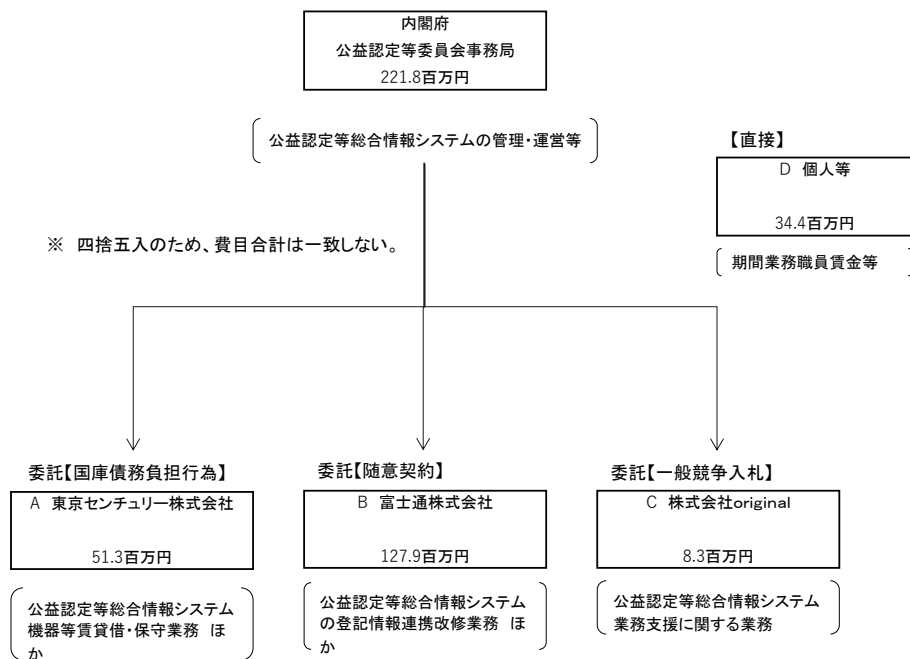 内閣府
公益認定等委員会事務局
221.8百万円
公益認定等総合情報システムの管理・運営等
【直接】
D 個人等
34.4百万円
期間業務職員賃金等
※ 四捨五入のため、費目合計は一致しない。
委託【国庫債務負担行為】
A 東京センチュリー株式会社
51.3百万円
公益認定等総合情報システム
機器等賃貸借・保守業務 ほ
か
委託【随意契約】
B 富士通株式会社
127.9百万円
公益認定等総合情報システム
の登記情報連携改修業務 ほ
か
委託【一般競争入札】
C 株式会社original
8.3百万円
公益認定等総合情報システム
業務支援に関する業務